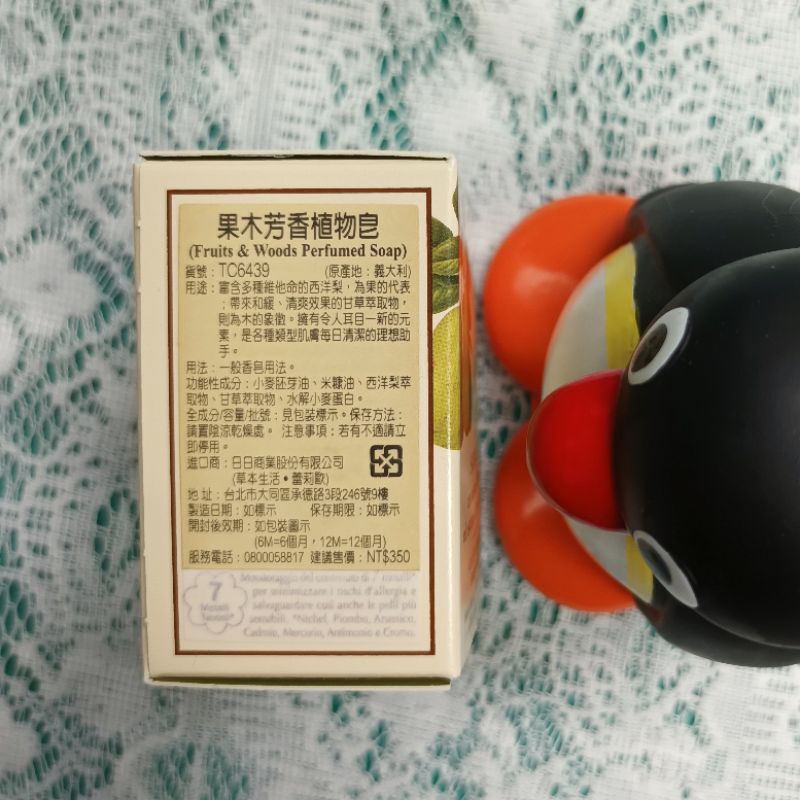 果木芳香植物皂
(Fruits & Woods Perfumed Soap)
貨號：TC6439 (原產地：義大利)
用途：富含多種維他命的西洋梨，為果的代表
；帶來和緩、清爽效果的甘草萃取物，
則為木的象徵。擁有令人耳目一新的元
素，是各種類型肌膚每日清潔的理想助
手。
用法：一般香皂用法。
功能性成分：小麥胚芽油、米糠油、西洋梨萃
取物、甘草萃取物、水解小麥蛋白。
全成分/容量/批號：見包裝標示。保存方法：
請置陰涼乾燥處。 注意事項：若有不適請立
即停用。
進口商：日日商業股份有限公司
(草本生活•蕾莉歐)
地 址：台北市大同區承德路3段246號9樓
製造日期：如標示 保存期限：如標示
開封後效期：如包裝圖示
(6M=6個月，12M=12個月)
服務電話：0800058817 建議售價：NT$350
Monitoraggio del contenuto di 7 metalli*
per minimizzare i rischi d'allergia e
salvaguardare così anche le pelli più
sensibili. *Nichel, Piombo, Arsenico,
Cadmio, Mercurio, Antimonio e Cromo.
7
Metalli
Testati*